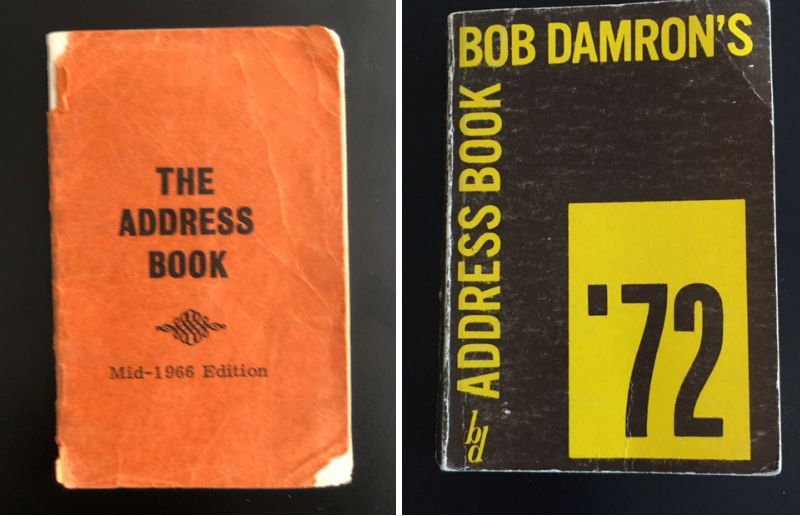 THE
ADDRESS
BOOK
Mid-1966 Edition
BOB DAMRON'S
ADDRESS BOOK
'72
bd